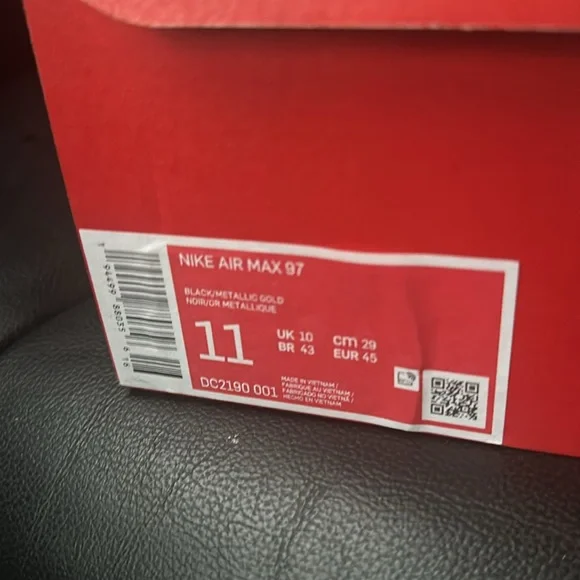 NIKE AIR MAX 97
BLACK/METALLIC GOLD
NOIR/OR METALLIQUE
11
UK 10 cm 29
BR 43 EUR 45
DC2190 001
MADE IN VIETNAM /
FABRIQUE AU VIETNAM /
FABRICADO NO VIETNÃ /
HECHO EN VIETNAM